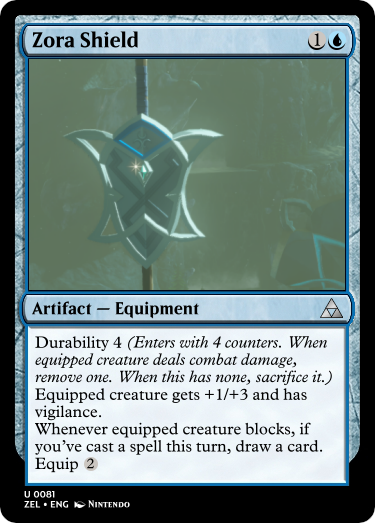 Zora Shield 1
Artifact — Equipment
Durability 4 (Enters with 4 counters. When
equipped creature deals combat damage,
remove one. When this has none, sacrifice it.)
Equipped creature gets +1/+3 and has
vigilance.
Whenever equipped creature blocks, if
you've cast a spell this turn, draw a card.
Equip 2
U 0081
ZEL • ENG Nintendo